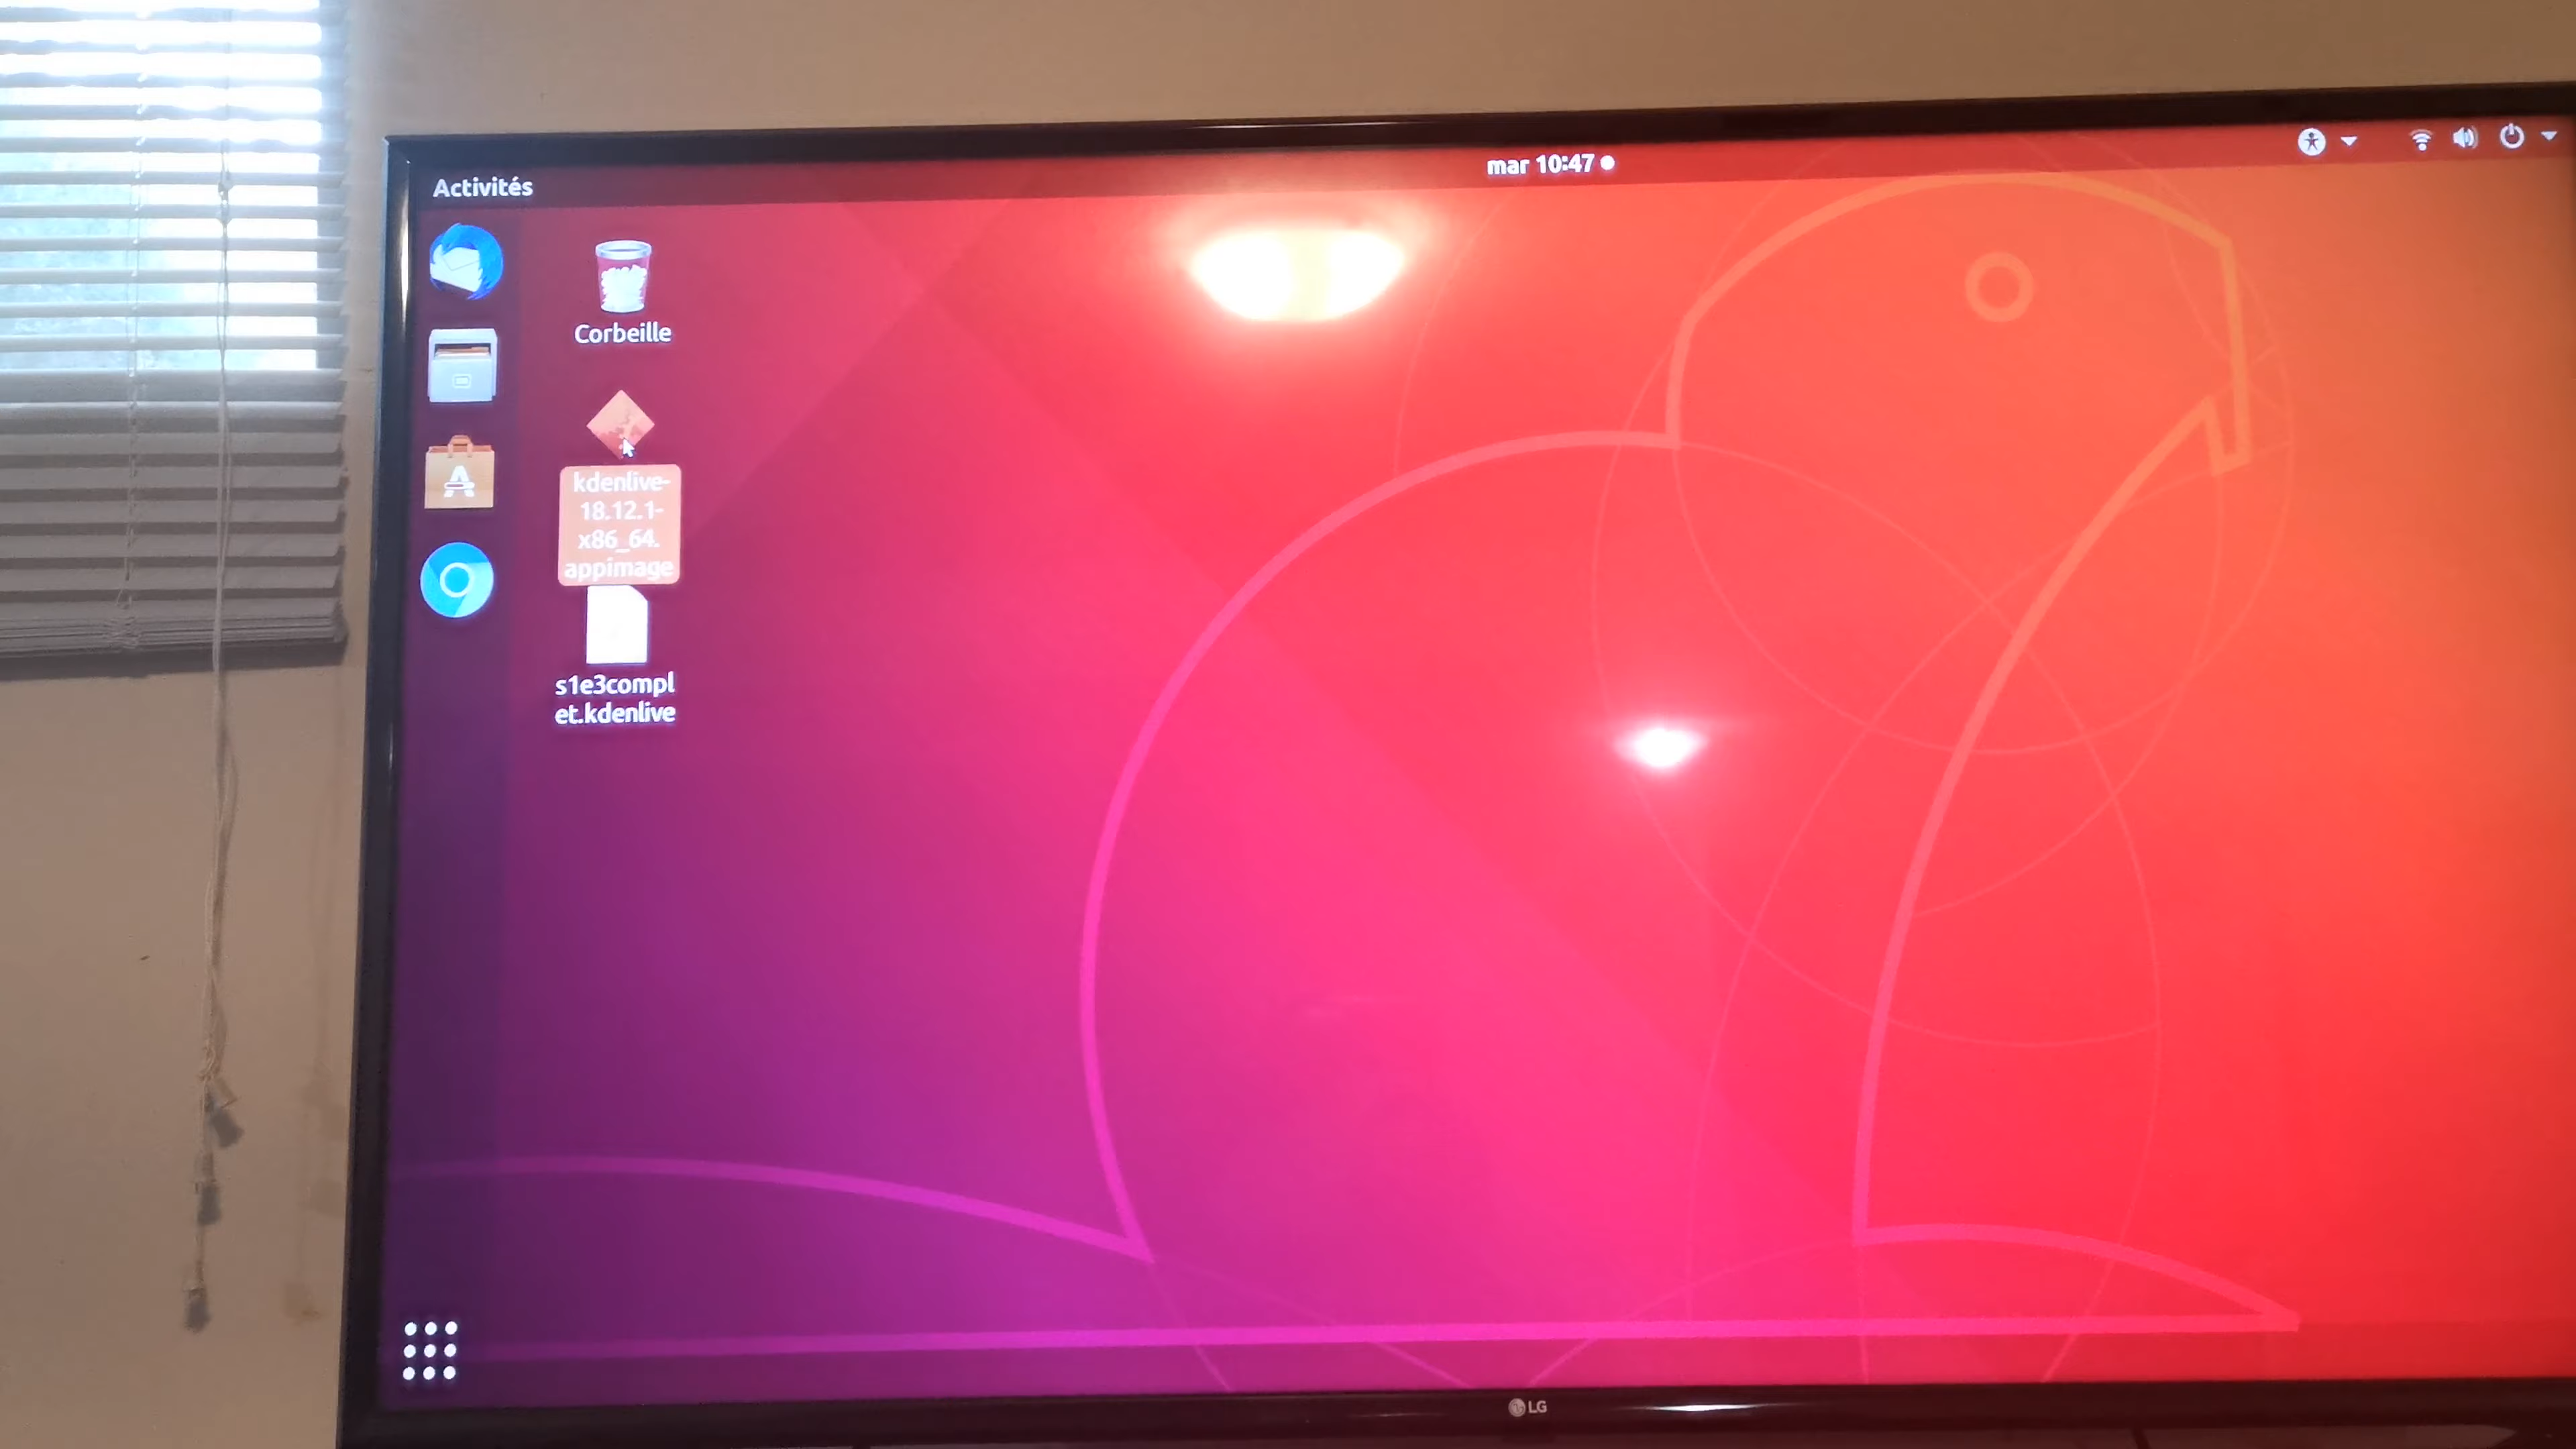 Activités
mar 10:47
Corbeille
kdenlive-
18.12.1-
x86_64.
appimage
s1e3compl
et.kdenlive
LG